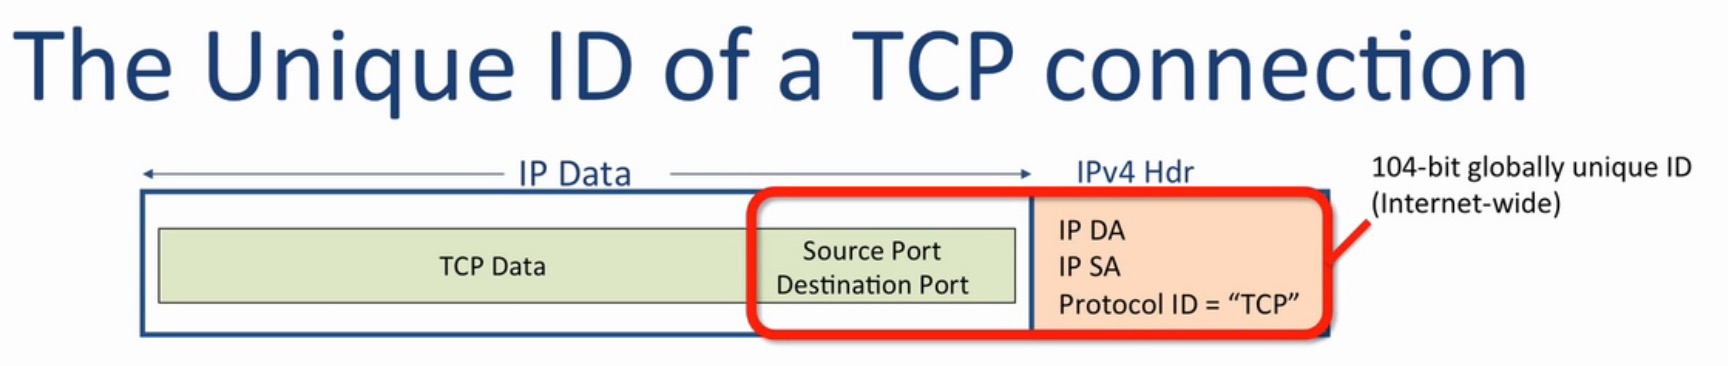 The Unique ID of a TCP connection
IP Data
IPv4 Hdr
104-bit globally unique ID
(Internet-wide)
TCP Data
Source Port
Destination Port
IP DA
IP SA
Protocol ID = “TCP”